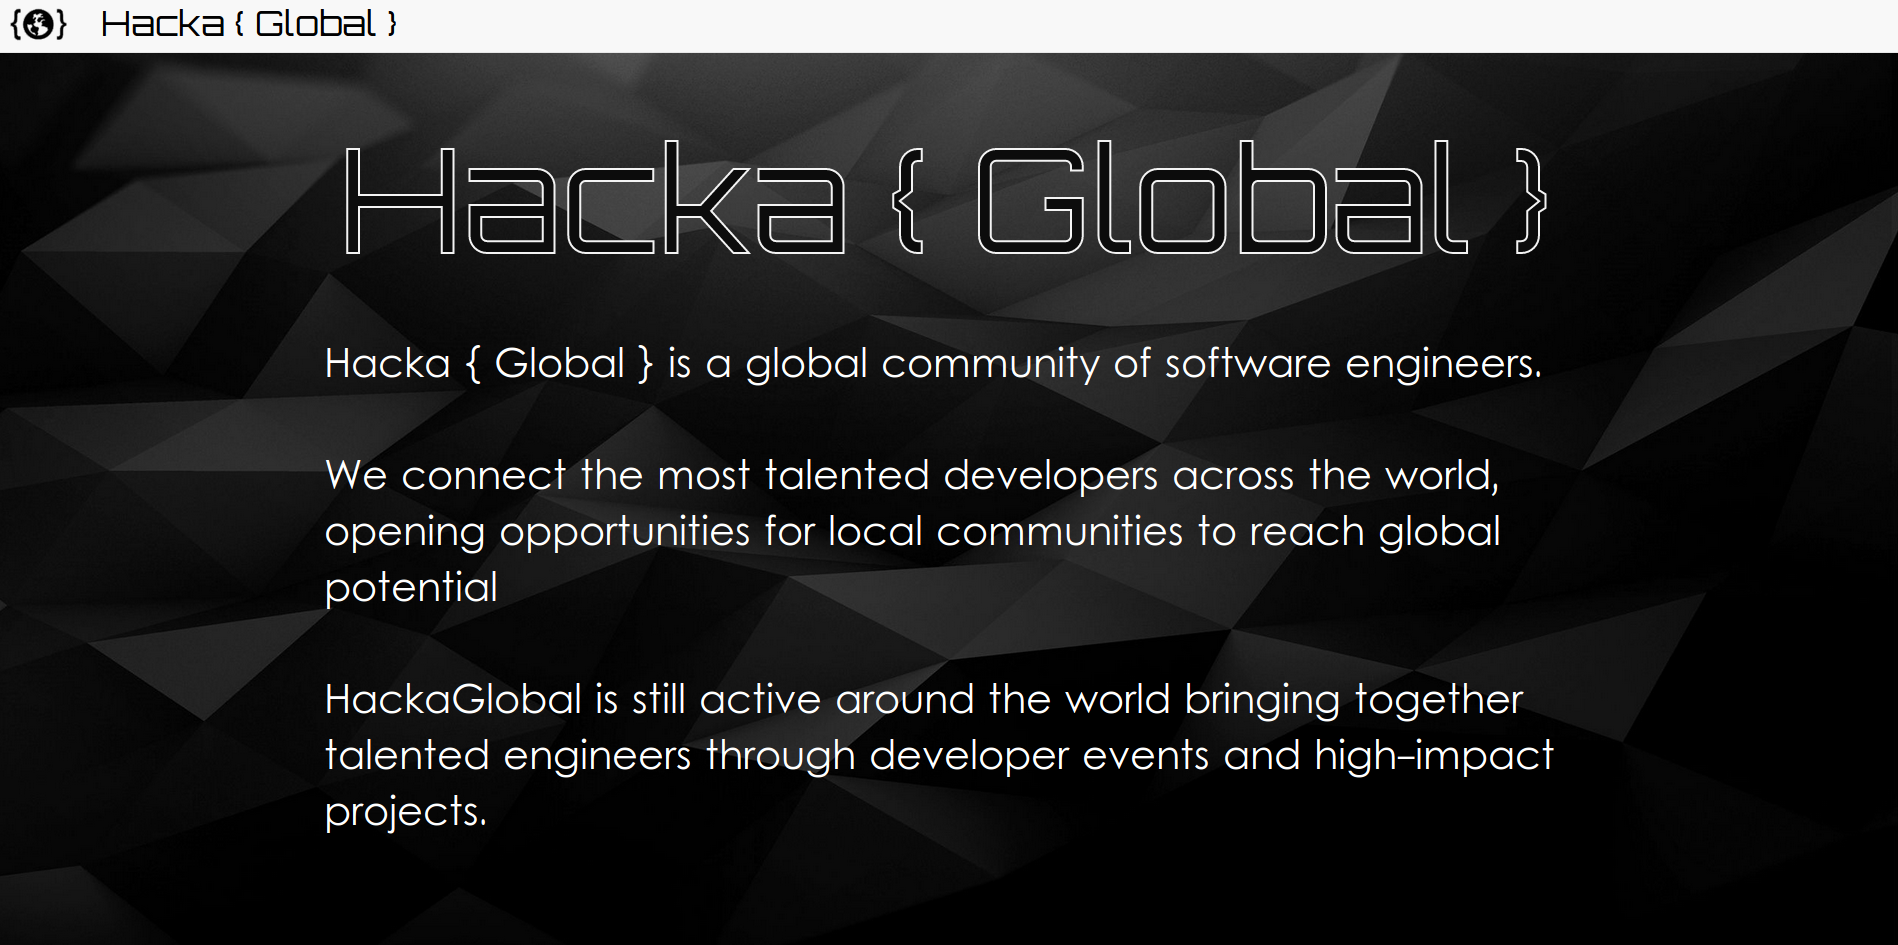 Hacka { Global }
Hacka { Global }
Hacka { Global } is a global community of software engineers.
We connect the most talented developers across the world,
opening opportunities for local communities to reach global
potential
HackaGlobal is still active around the world bringing together
talented engineers through developer events and high-impact
projects.